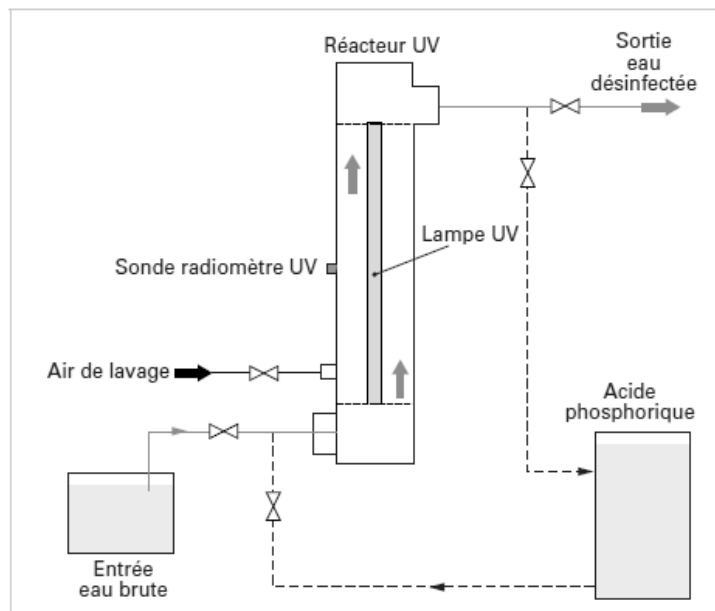 Réacteur UV
Sortie
eau
désinfectée
Lampe UV
Sonde radiomètre UV
Air de lavage
Acide
phosphorique
Entrée
eau brute